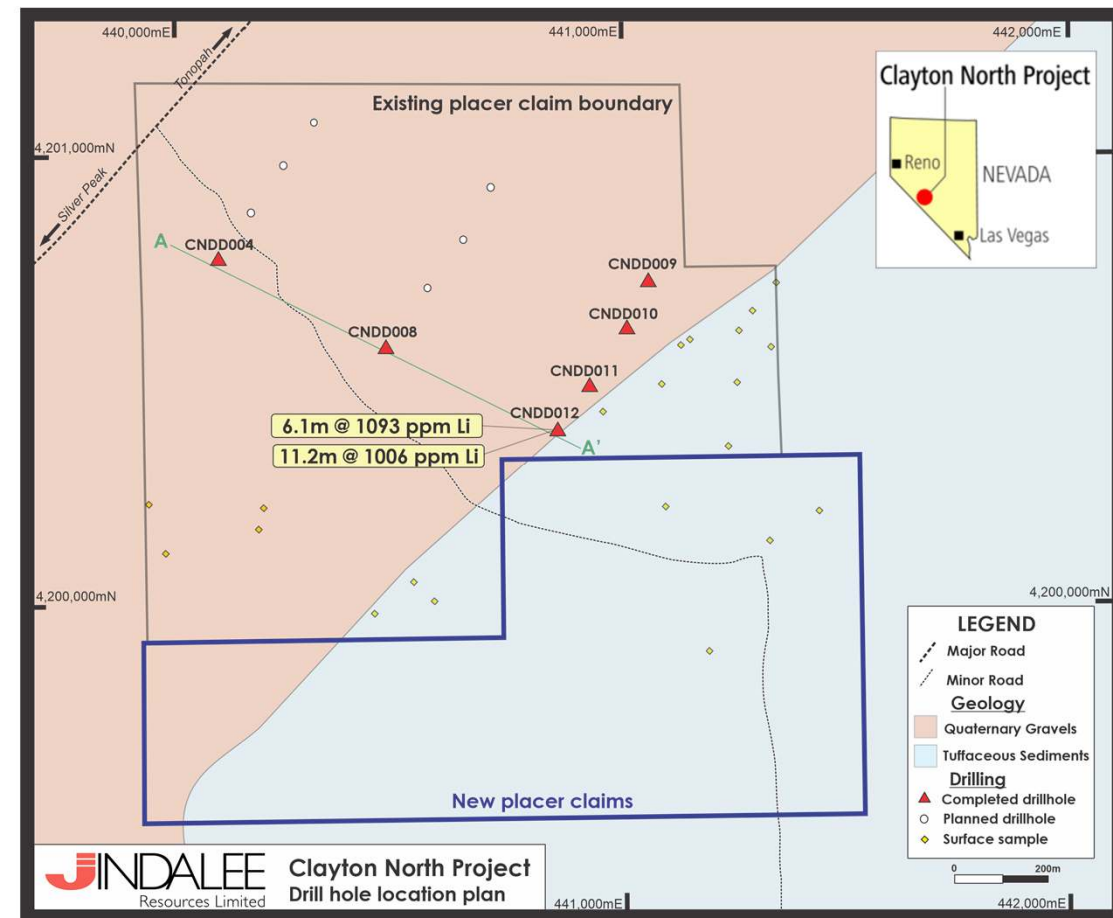 440,000mE
441,000mE
442,000mE
Tonopah
Silver Peak
Existing placer claim boundary
Clayton North Project
Reno
NEVADA
Las Vegas
4,201,000mN
A
CNDD004
CNDD009
CNDD010
CNDD008
CNDD011
CNDD012
6.1m @ 1093 ppm Li
11.2m @ 1006 ppm Li
A'
4,200,000mN
4,200,000mN
New placer claims
LEGEND
Major Road
Minor Road
Geology
Quaternary Gravels
Tuffaceous Sediments
Drilling
Completed drillhole
Planned drillhole
Surface sample
0 200m
JINDALEE
Resources Limited
Clayton North Project
Drill hole location plan
441,000mE
442,000mE